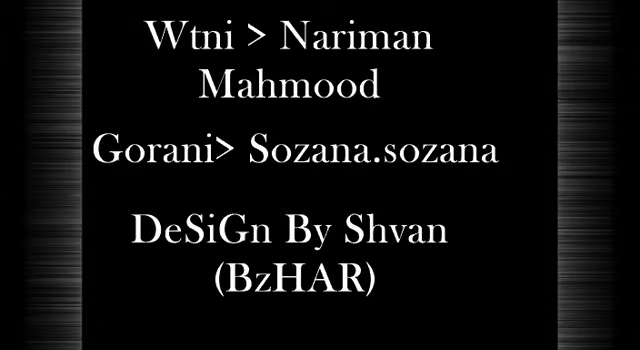 Wtni > Nariman
Mahmood
Gorani> Sozana.sozana
DeSiGn By Shvan
(BzHAR)